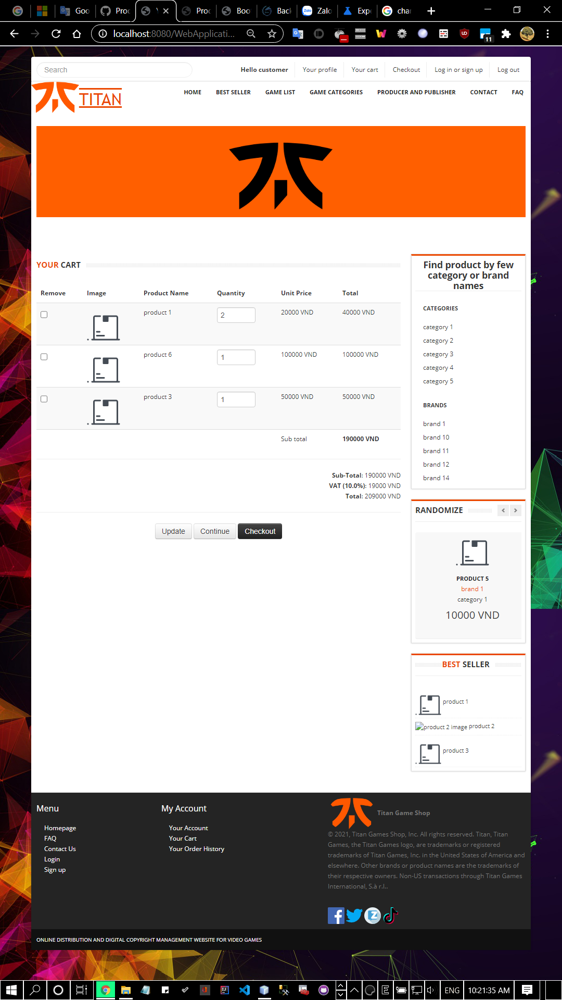 Goo
Proc
Proc
Boo
Back
Zalo
Zalo
Exp
cha
localhost:8080/WebApplicati...
11
Search
Hello customer
Your profile
Your cart
Checkout
Log in or sign up
Log out
TITAN
HOME
BEST SELLER
GAME LIST
GAME CATEGORIES
PRODUCER AND PUBLISHER
CONTACT
FAQ
YOUR CART
Remove Image Product Name Quantity Unit Price Total
product 1 2 20000 VND 40000 VND
product 6 1 100000 VND 100000 VND
product 3 1 50000 VND 50000 VND
Sub total 190000 VND
Sub-Total: 190000 VND
VAT (10.0%): 19000 VND
Total: 209000 VND
Update
Continue
Checkout
Find product by few
category or brand
names
CATEGORIES
category 1
category 2
category 3
category 4
category 5
BRANDS
brand 1
brand 10
brand 11
brand 12
brand 14
RANDOMIZE
PRODUCT 5
brand 1
category 1
10000 VND
BEST SELLER
product 1
product 2 image product 2
product 3
Menu
Homepage
FAQ
Contact Us
Login
Sign up
My Account
Your Account
Your Cart
Your Order History
Titan Game Shop
© 2021, Titan Games Shop, Inc. All rights reserved. Titan, Titan
Games, the Titan Games logo, are trademarks or registered
trademarks of Titan Games, Inc. in the United States of America and
elsewhere. Other brands or product names are the trademarks of
their respective owners. Non-US transactions through Titan Games
International, S.à r.l..
ONLINE DISTRIBUTION AND DIGITAL COPYRIGHT MANAGEMENT WEBSITE FOR VIDEO GAMES
ENG
10:21:35 AM